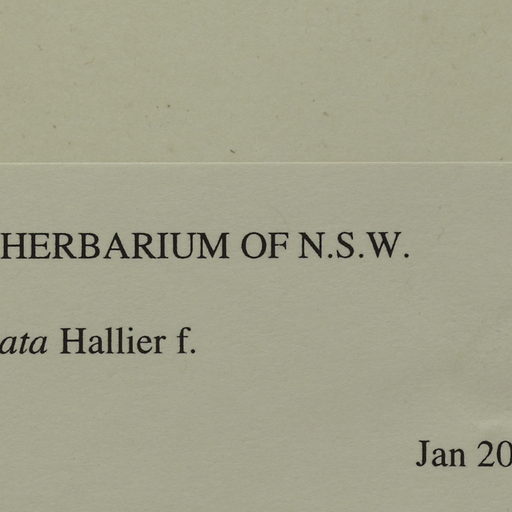 HERBARIUM OF N.S.W.
ata Hallier f.
Jan 20